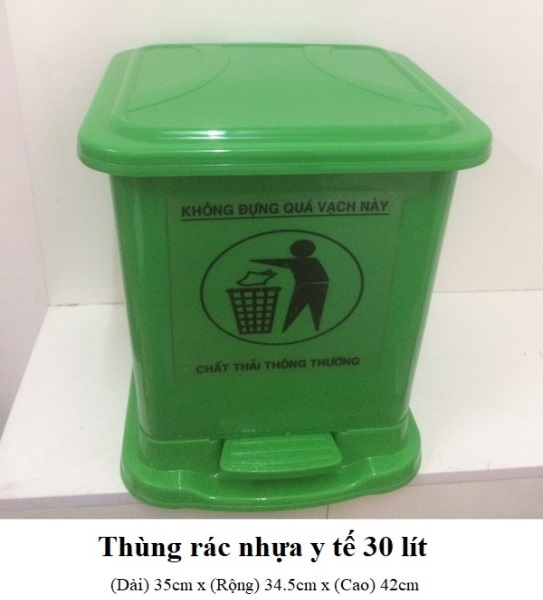 KHÔNG ĐỰNG QUÁ VẠCH NÀY
CHẤT THẢI THÔNG THƯỜNG
Thùng rác nhựa y tế 30 lít
(Dài) 35cm x (Rộng) 34.5cm x (Cao) 42cm